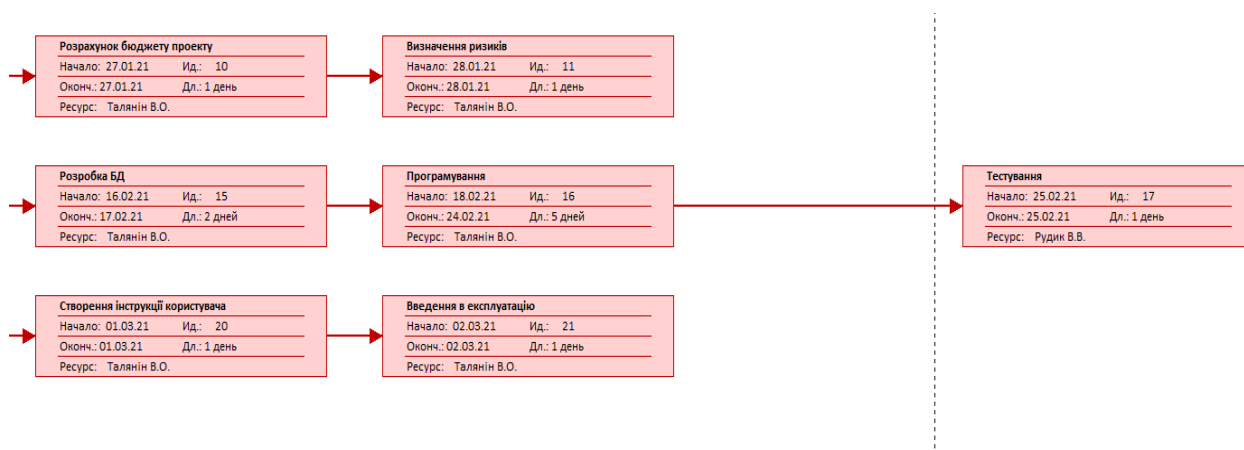 Розрахунок бюджету проекту
Начало: 27.01.21 Ид.: 10
Оконч.: 27.01.21 Дл.: 1 день
Ресурс: Талянін В.О.
Визначення ризиків
Начало: 28.01.21 Ид.: 11
Оконч.: 28.01.21 Дл.: 1 день
Ресурс: Талянін В.О.
Розробка БД
Начало: 16.02.21 Ид.: 15
Оконч.: 17.02.21 Дл.: 2 дней
Ресурс: Талянін В.О.
Програмування
Начало: 18.02.21 Ид.: 16
Оконч.: 24.02.21 Дл.: 5 дней
Ресурс: Талянін В.О.
Тестування
Начало: 25.02.21 Ид.: 17
Оконч.: 25.02.21 Дл.: 1 день
Ресурс: Рудик В.В.
Створення інструкції користувача
Начало: 01.03.21 Ид.: 20
Оконч.: 01.03.21 Дл.: 1 день
Ресурс: Талянін В.О.
Введення в експлуатацію
Начало: 02.03.21 Ид.: 21
Оконч.: 02.03.21 Дл.: 1 день
Ресурс: Талянін В.О.